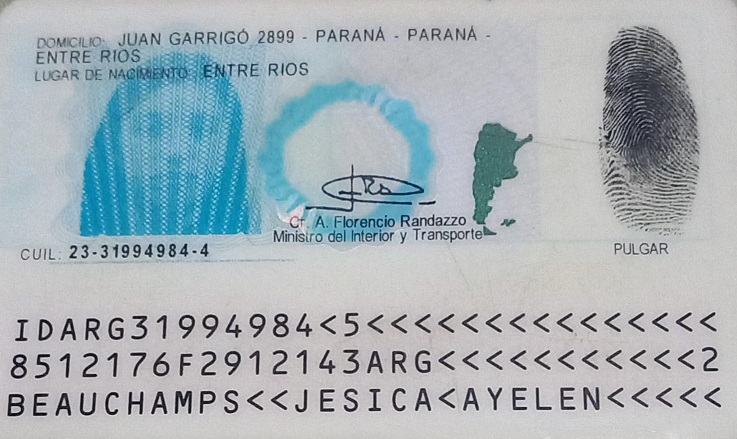 DOMICILIO: JUAN GARRIGÓ 2899 - PARANÁ - PARANÁ -
ENTRE RIOS
LUGAR DE NACIMIENTO: ENTRE RIOS
Cr. A. Florencio Randazzo
Ministro del Interior y Transporte
CUIL: 23-31994984-4
PULGAR
IDARG31994984<5<<<<<<<<<<<<<<<
8512176F2912143ARG<<<<<<<<<<<2
BEAUCHAMPS<<JESICA<AYELEN<<<<<